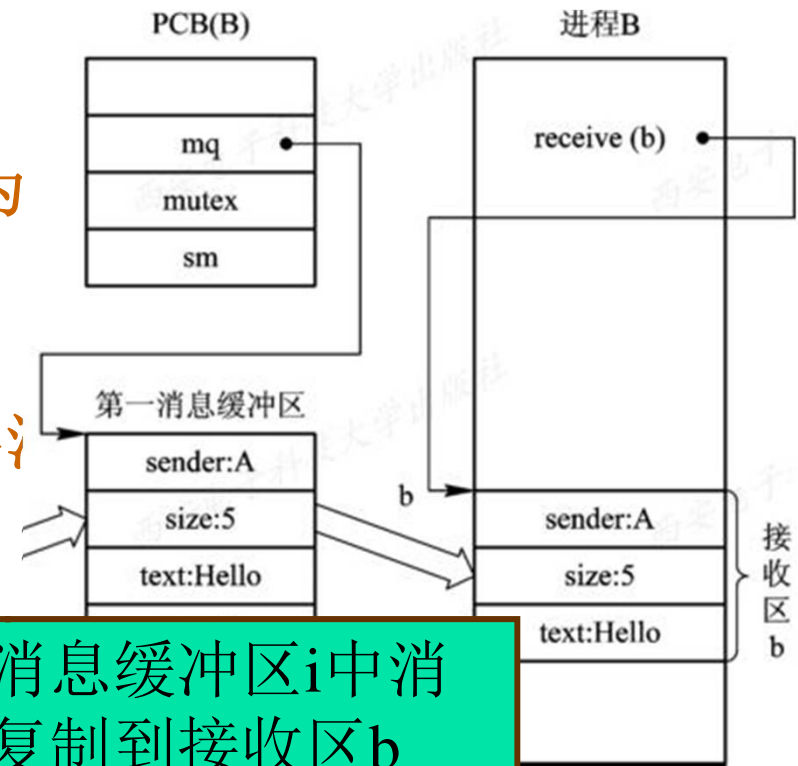 PCB(B)
进程B
mq
mutex
sm
receive (b)
为
第一消息缓冲区
sender:A
size:5
text:Hello
b
sender:A
size:5
text:Hello
接
收
区
b
消息缓冲区i中消
复制到接收区b